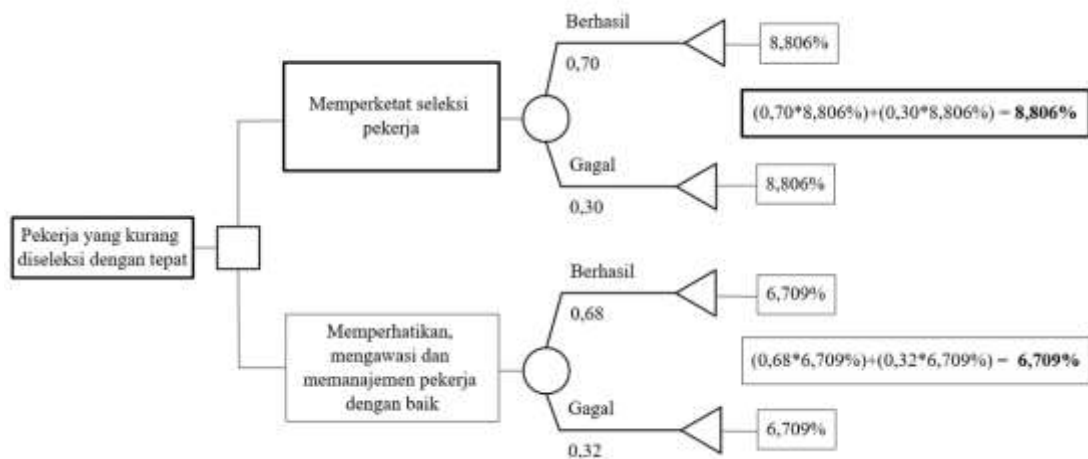 Pekerja yang kurang
diseleksi dengan tepat
Memperketat seleksi
pekerja
Berhasil
0,70
8,806%
(0,70*8,806%)+(0,30*8,806%) = 8,806%
Gagal
0,30
8,806%
Memperhatikan,
mengawasi dan
memanajemen pekerja
dengan baik
Berhasil
0,68
6,709%
(0,68*6,709%)+(0,32*6,709%) = 6,709%
Gagal
0,32
6,709%